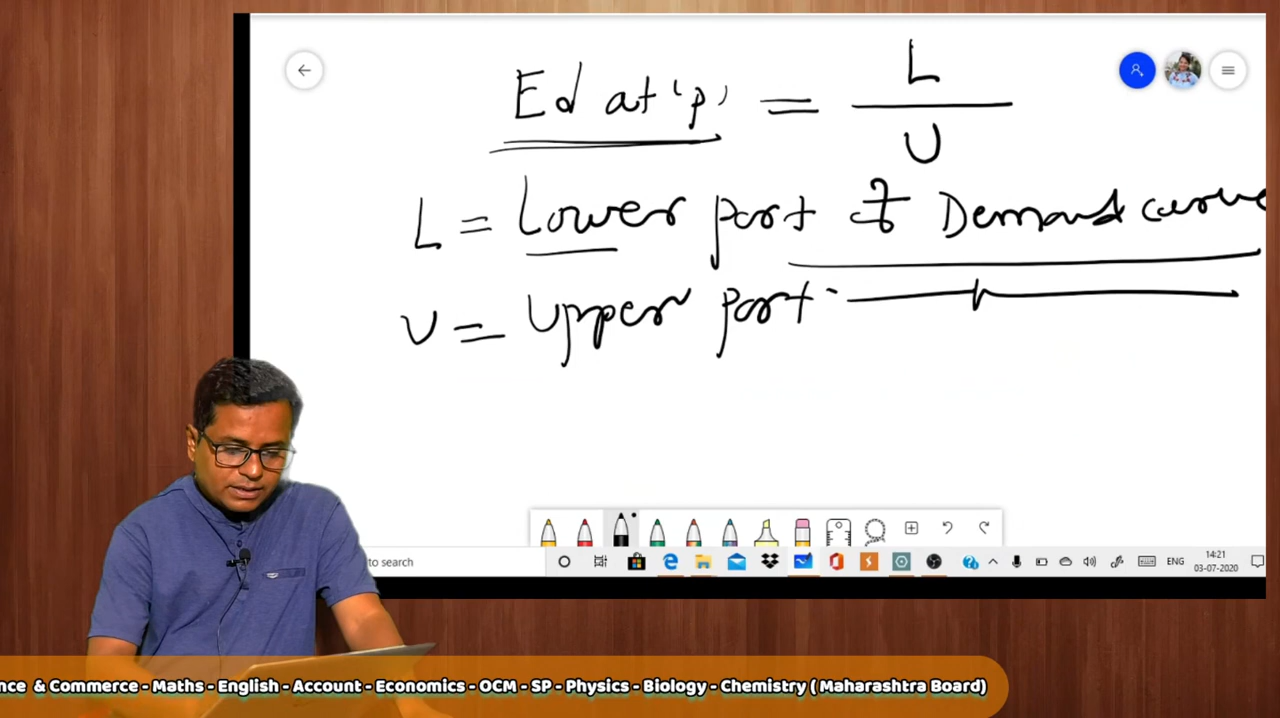 Ed at 'p' = L
U
L = Lower part of Demand curve
U = Upper part
to search
ENG
14:21
03-07-2020
nce & Commerce - Maths - English - Account - Economics - OCM - SP - Physics - Biology - Chemistry ( Maharashtra Board)